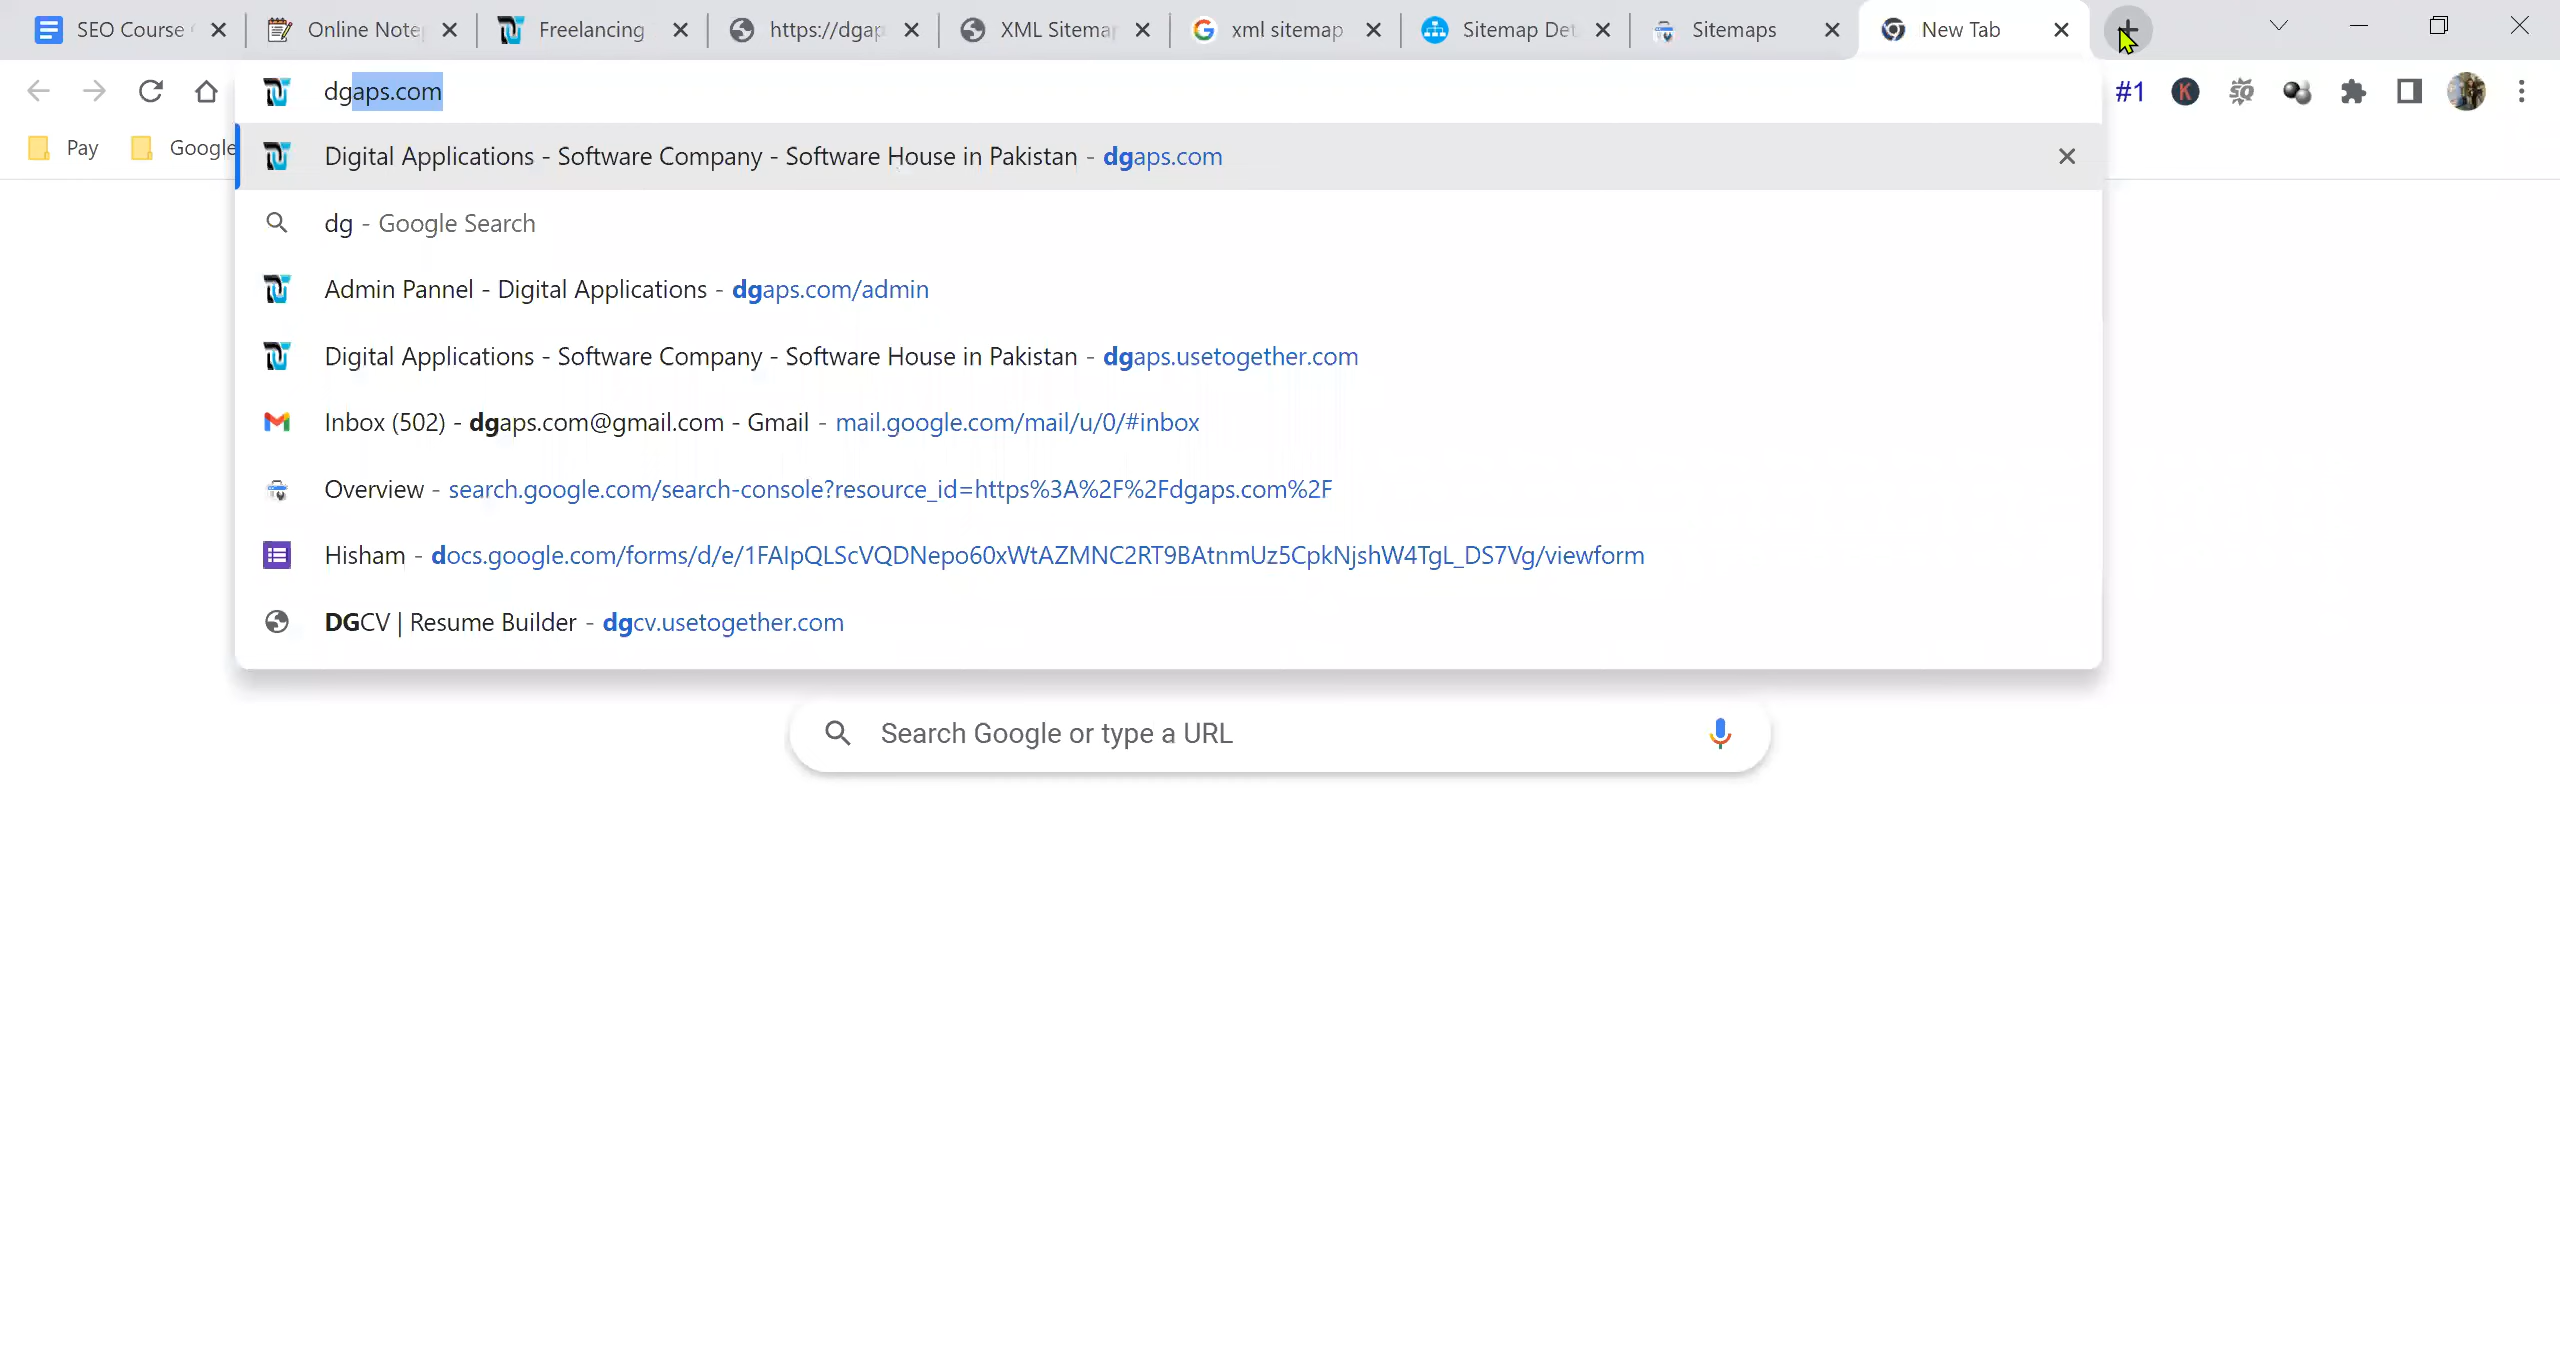 SEO Course
Online Note
Freelancing
https://dgap
XML Sitema
xml sitemap
Sitemap Det
Sitemaps
New Tab
dgaps.com
#1
K
SQ
Pay
Google
Digital Applications - Software Company - Software House in Pakistan - dgaps.com
dg - Google Search
Admin Pannel - Digital Applications - dgaps.com/admin
Digital Applications - Software Company - Software House in Pakistan - dgaps.usetogether.com
Inbox (502) - dgaps.com@gmail.com - Gmail - mail.google.com/mail/u/0/#inbox
Overview - search.google.com/search-console?resource_id=https%3A%2F%2Fdgaps.com%2F
Hisham - docs.google.com/forms/d/e/1FAIpQLScVQDNepo60xWtAZMNC2RT9BAtnmUz5CpkNjshW4TgL_DS7Vg/viewform
DGCV | Resume Builder - dgcv.usetogether.com
Search Google or type a URL